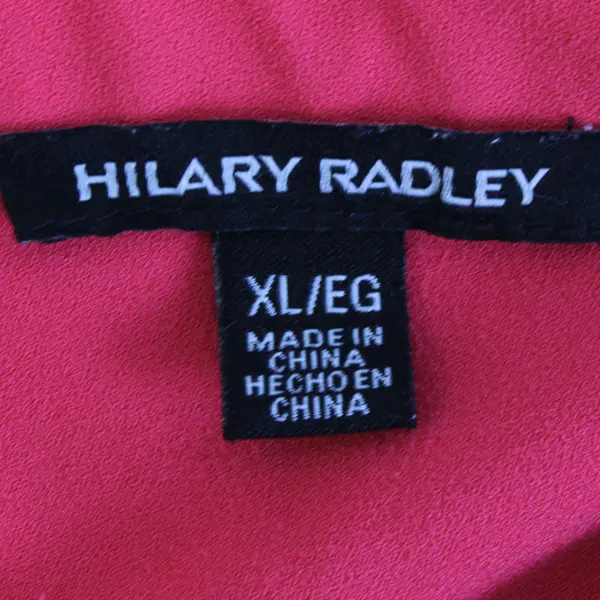 HILARY RADLEY
XL/EG
MADE IN
CHINA
HECHO EN
CHINA